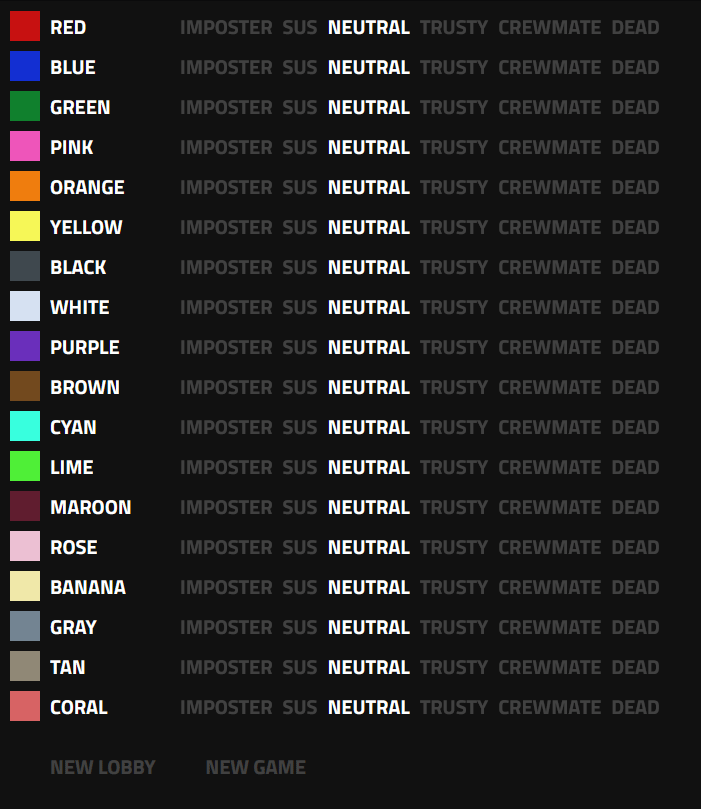 RED IMPOSTER SUS NEUTRAL TRUSTY CREWMATE DEAD
BLUE IMPOSTER SUS NEUTRAL TRUSTY CREWMATE DEAD
GREEN IMPOSTER SUS NEUTRAL TRUSTY CREWMATE DEAD
PINK IMPOSTER SUS NEUTRAL TRUSTY CREWMATE DEAD
ORANGE IMPOSTER SUS NEUTRAL TRUSTY CREWMATE DEAD
YELLOW IMPOSTER SUS NEUTRAL TRUSTY CREWMATE DEAD
BLACK IMPOSTER SUS NEUTRAL TRUSTY CREWMATE DEAD
WHITE IMPOSTER SUS NEUTRAL TRUSTY CREWMATE DEAD
PURPLE IMPOSTER SUS NEUTRAL TRUSTY CREWMATE DEAD
BROWN IMPOSTER SUS NEUTRAL TRUSTY CREWMATE DEAD
CYAN IMPOSTER SUS NEUTRAL TRUSTY CREWMATE DEAD
LIME IMPOSTER SUS NEUTRAL TRUSTY CREWMATE DEAD
MAROON IMPOSTER SUS NEUTRAL TRUSTY CREWMATE DEAD
ROSE IMPOSTER SUS NEUTRAL TRUSTY CREWMATE DEAD
BANANA IMPOSTER SUS NEUTRAL TRUSTY CREWMATE DEAD
GRAY IMPOSTER SUS NEUTRAL TRUSTY CREWMATE DEAD
TAN IMPOSTER SUS NEUTRAL TRUSTY CREWMATE DEAD
CORAL IMPOSTER SUS NEUTRAL TRUSTY CREWMATE DEAD
NEW LOBBY NEW GAME